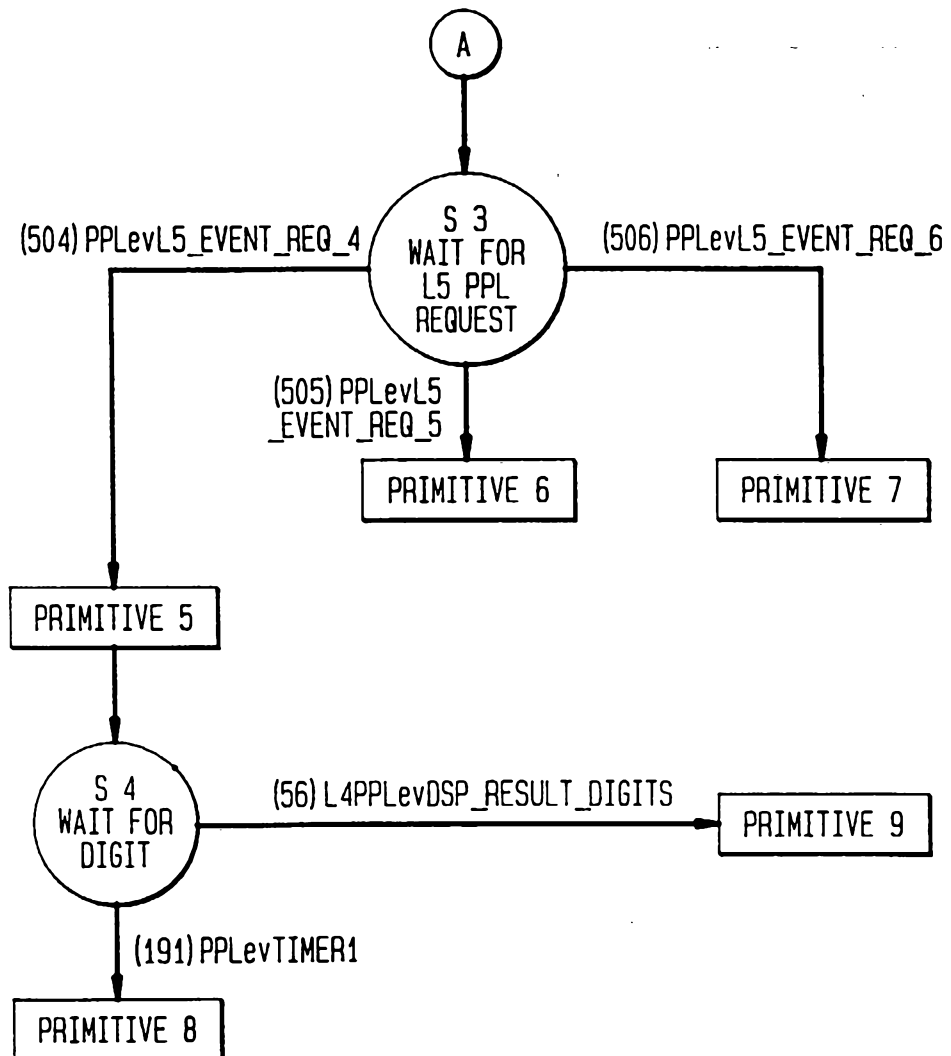 A
S 3
WAIT FOR
L5 PPL
REQUEST
(504) PPLevL5_EVENT_REQ_4
(506) PPLevL5_EVENT_REQ_6
(505) PPLevL5
_EVENT_REQ_5
PRIMITIVE 6
PRIMITIVE 7
PRIMITIVE 5
S 4
WAIT FOR
DIGIT
(56) L4PPLevDSP_RESULT_DIGITS
PRIMITIVE 9
(191) PPLevTIMER1
PRIMITIVE 8